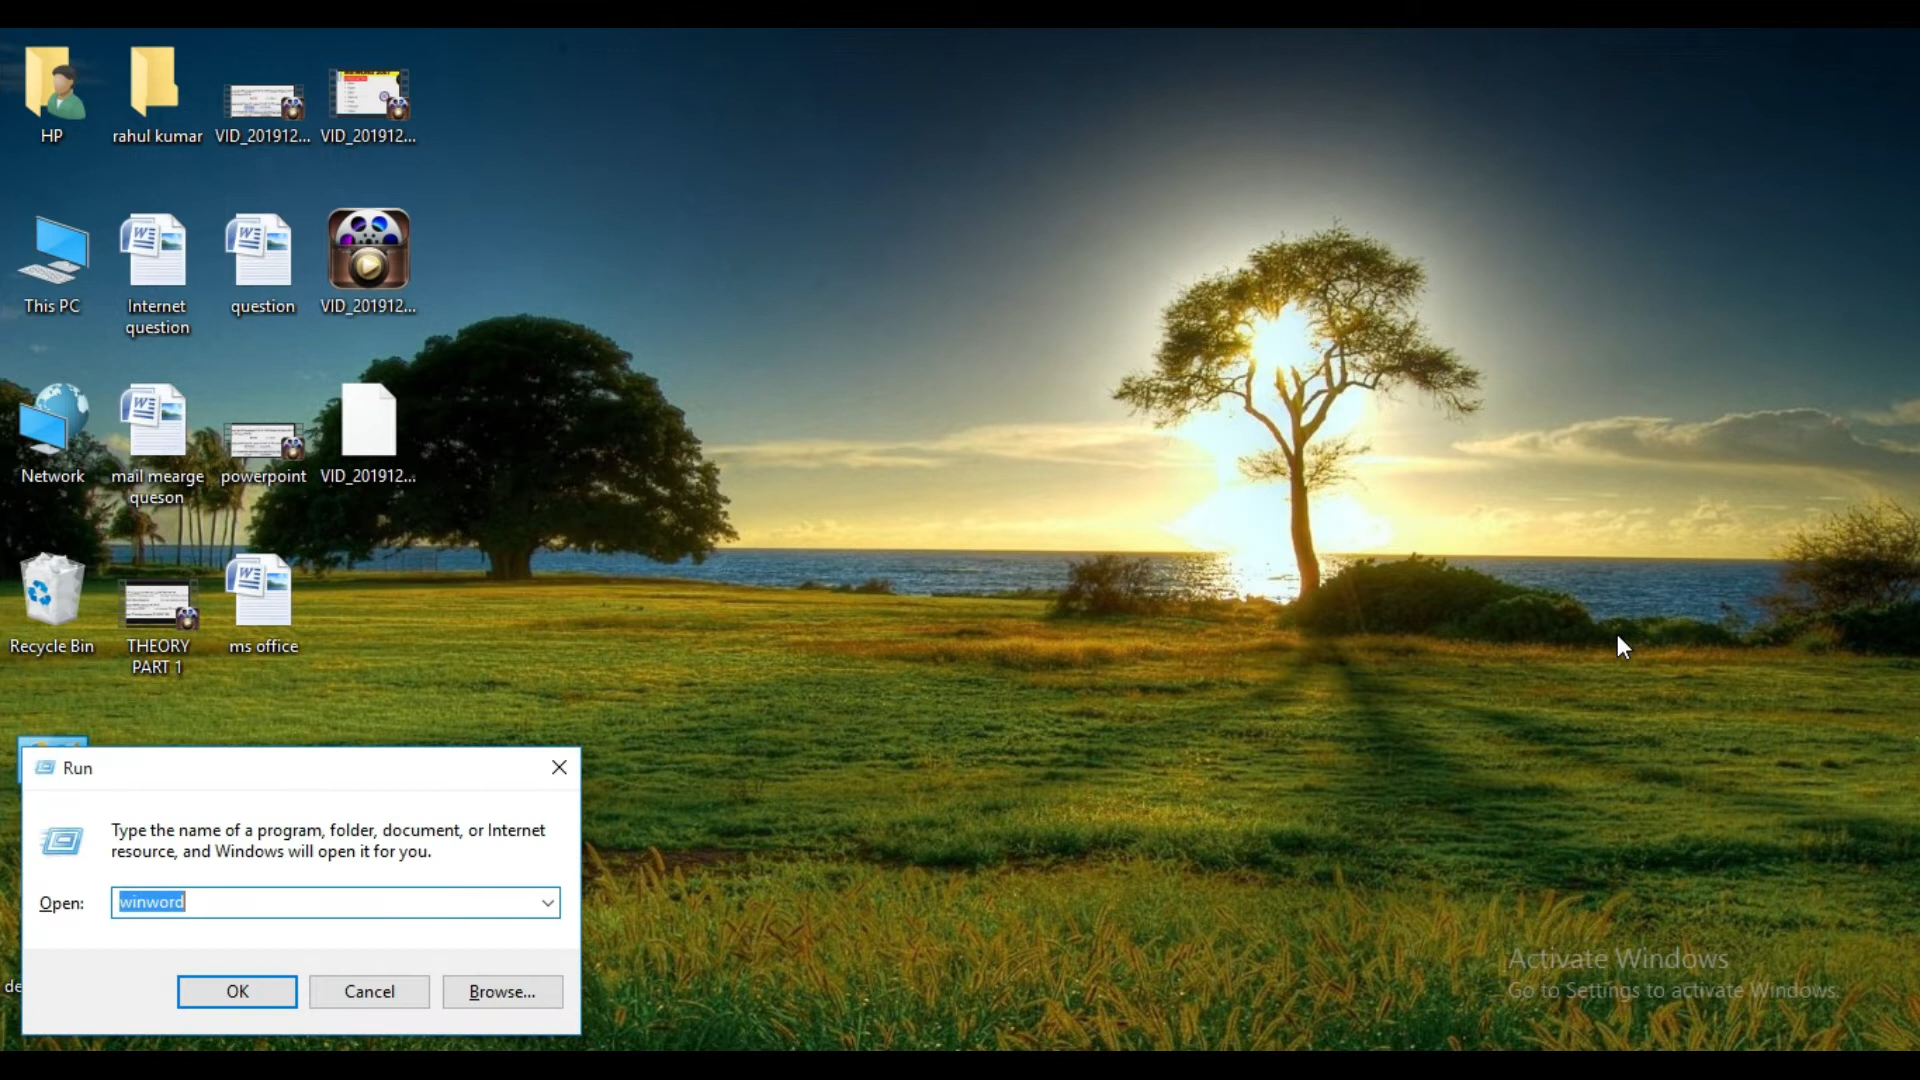 HP
rahul kumar
VID_201912...
VID_201912...
This PC
Internet
question
question
VID_201912...
Network
mail mearge
queson
powerpoint
VID_201912...
Recycle Bin
THEORY
PART 1
ms office
Run
Type the name of a program, folder, document, or Internet
resource, and Windows will open it for you.
Open:
winword
OK
Cancel
Browse...
Activate Windows
Go to Settings to activate Windows.